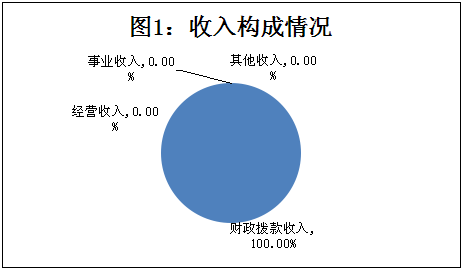 图1：收入构成情况
事业收入,0.00
%
其他收入,0.00
%
经营收入,0.00
%
财政拨款收入,
100.00%